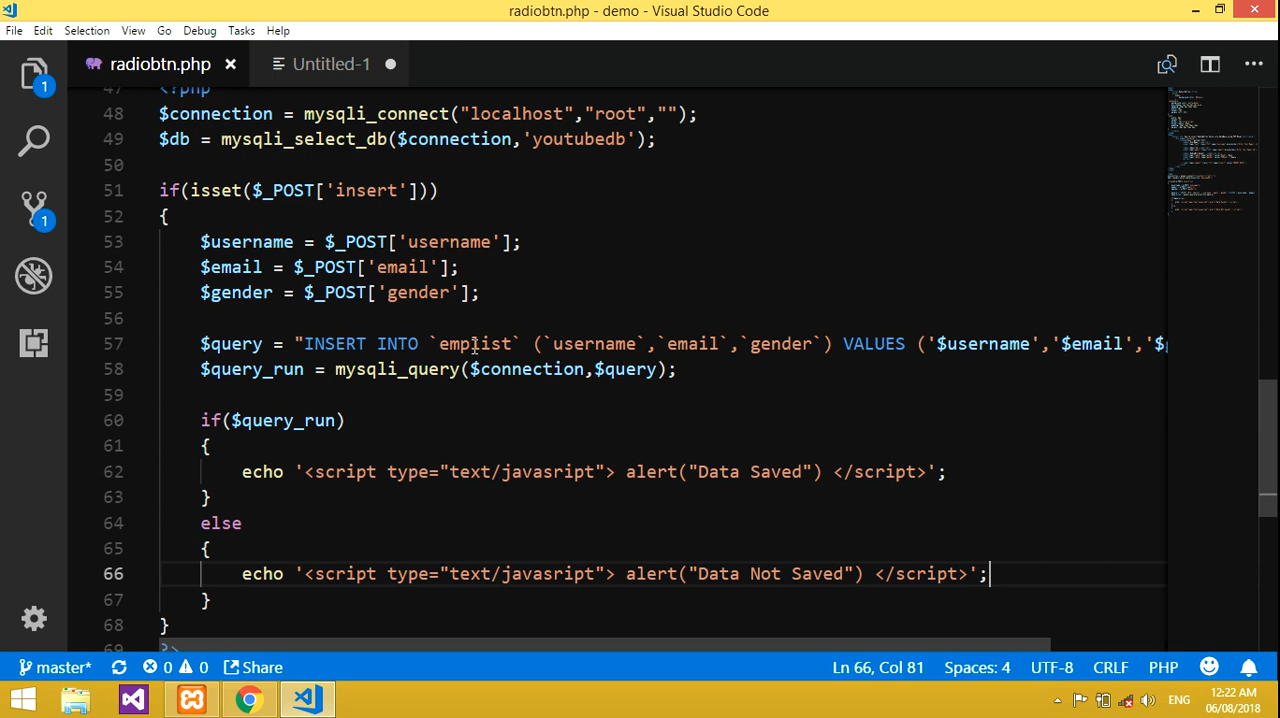 radiobtn.php - demo - Visual Studio Code
File Edit Selection View Go Debug Tasks Help
radiobtn.php Untitled-1
47 <?php
48 $connection = mysqli_connect("localhost","root","");
49 $db = mysqli_select_db($connection,'youtubedb');
50
51 if(isset($_POST['insert']))
52 {
53 $username = $_POST['username'];
54 $email = $_POST['email'];
55 $gender = $_POST['gender'];
56
57 $query = "INSERT INTO `emplist` (`username`,`email`,`gender`) VALUES ('$username','$email','$g
58 $query_run = mysqli_query($connection,$query);
59
60 if($query_run)
61 {
62 echo '<script type="text/javasript"> alert("Data Saved") </script>';
63 }
64 else
65 {
66 echo '<script type="text/javasript"> alert("Data Not Saved") </script>';
67 }
68 }
69 ?>
1
1
master* 0 0 Share Ln 66, Col 81 Spaces: 4 UTF-8 CRLF PHP
ENG 12:22 AM
06/08/2018